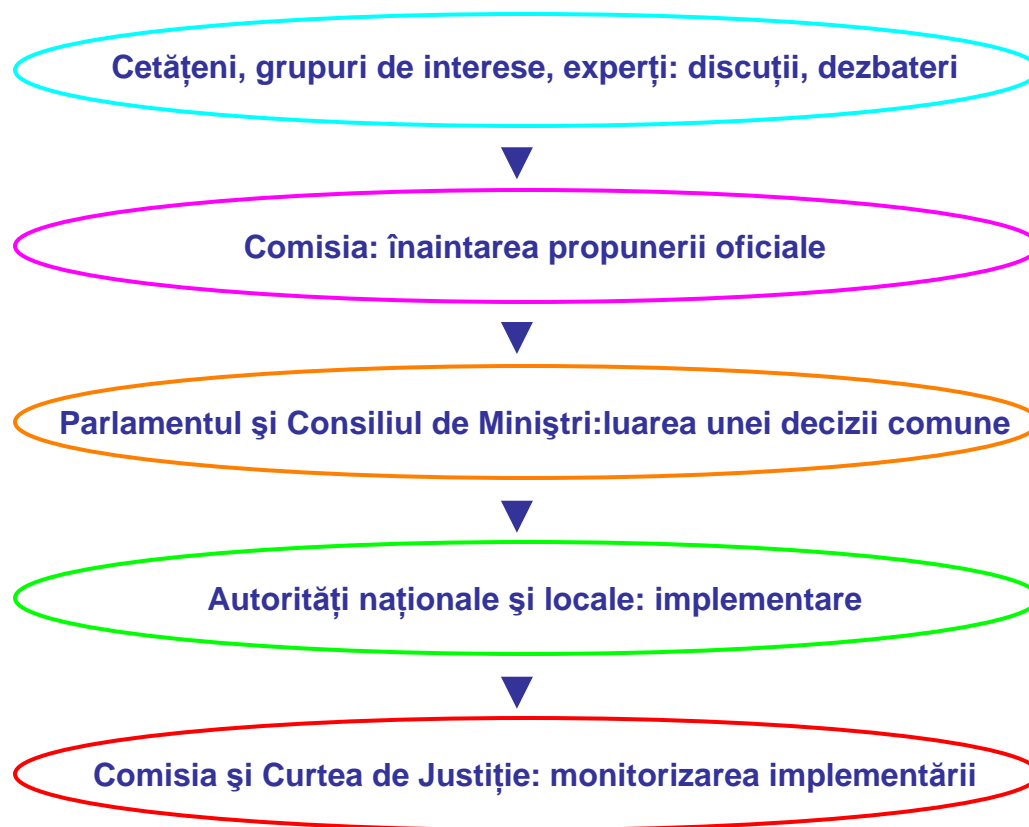 Cetățeni, grupuri de interese, experți: discuții, dezbateri
Comisia: înaintarea propunerii oficiale
Parlamentul şi Consiliul de Miniştri:luarea unei decizii comune
Autorități naționale şi locale: implementare
Comisia şi Curtea de Justiție: monitorizarea implementării